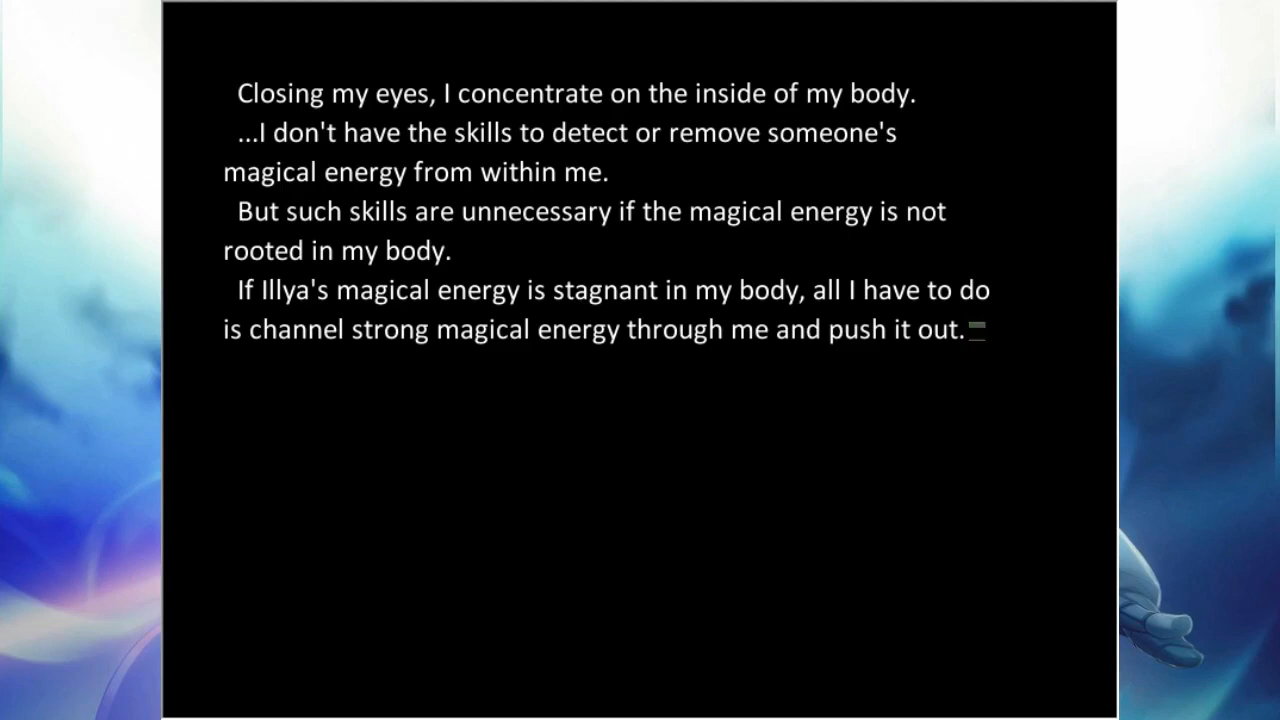 Closing my eyes, I concentrate on the inside of my body.
...I don't have the skills to detect or remove someone's
magical energy from within me.
But such skills are unnecessary if the magical energy is not
rooted in my body.
If Illya's magical energy is stagnant in my body, all I have to do
is channel strong magical energy through me and push it out.